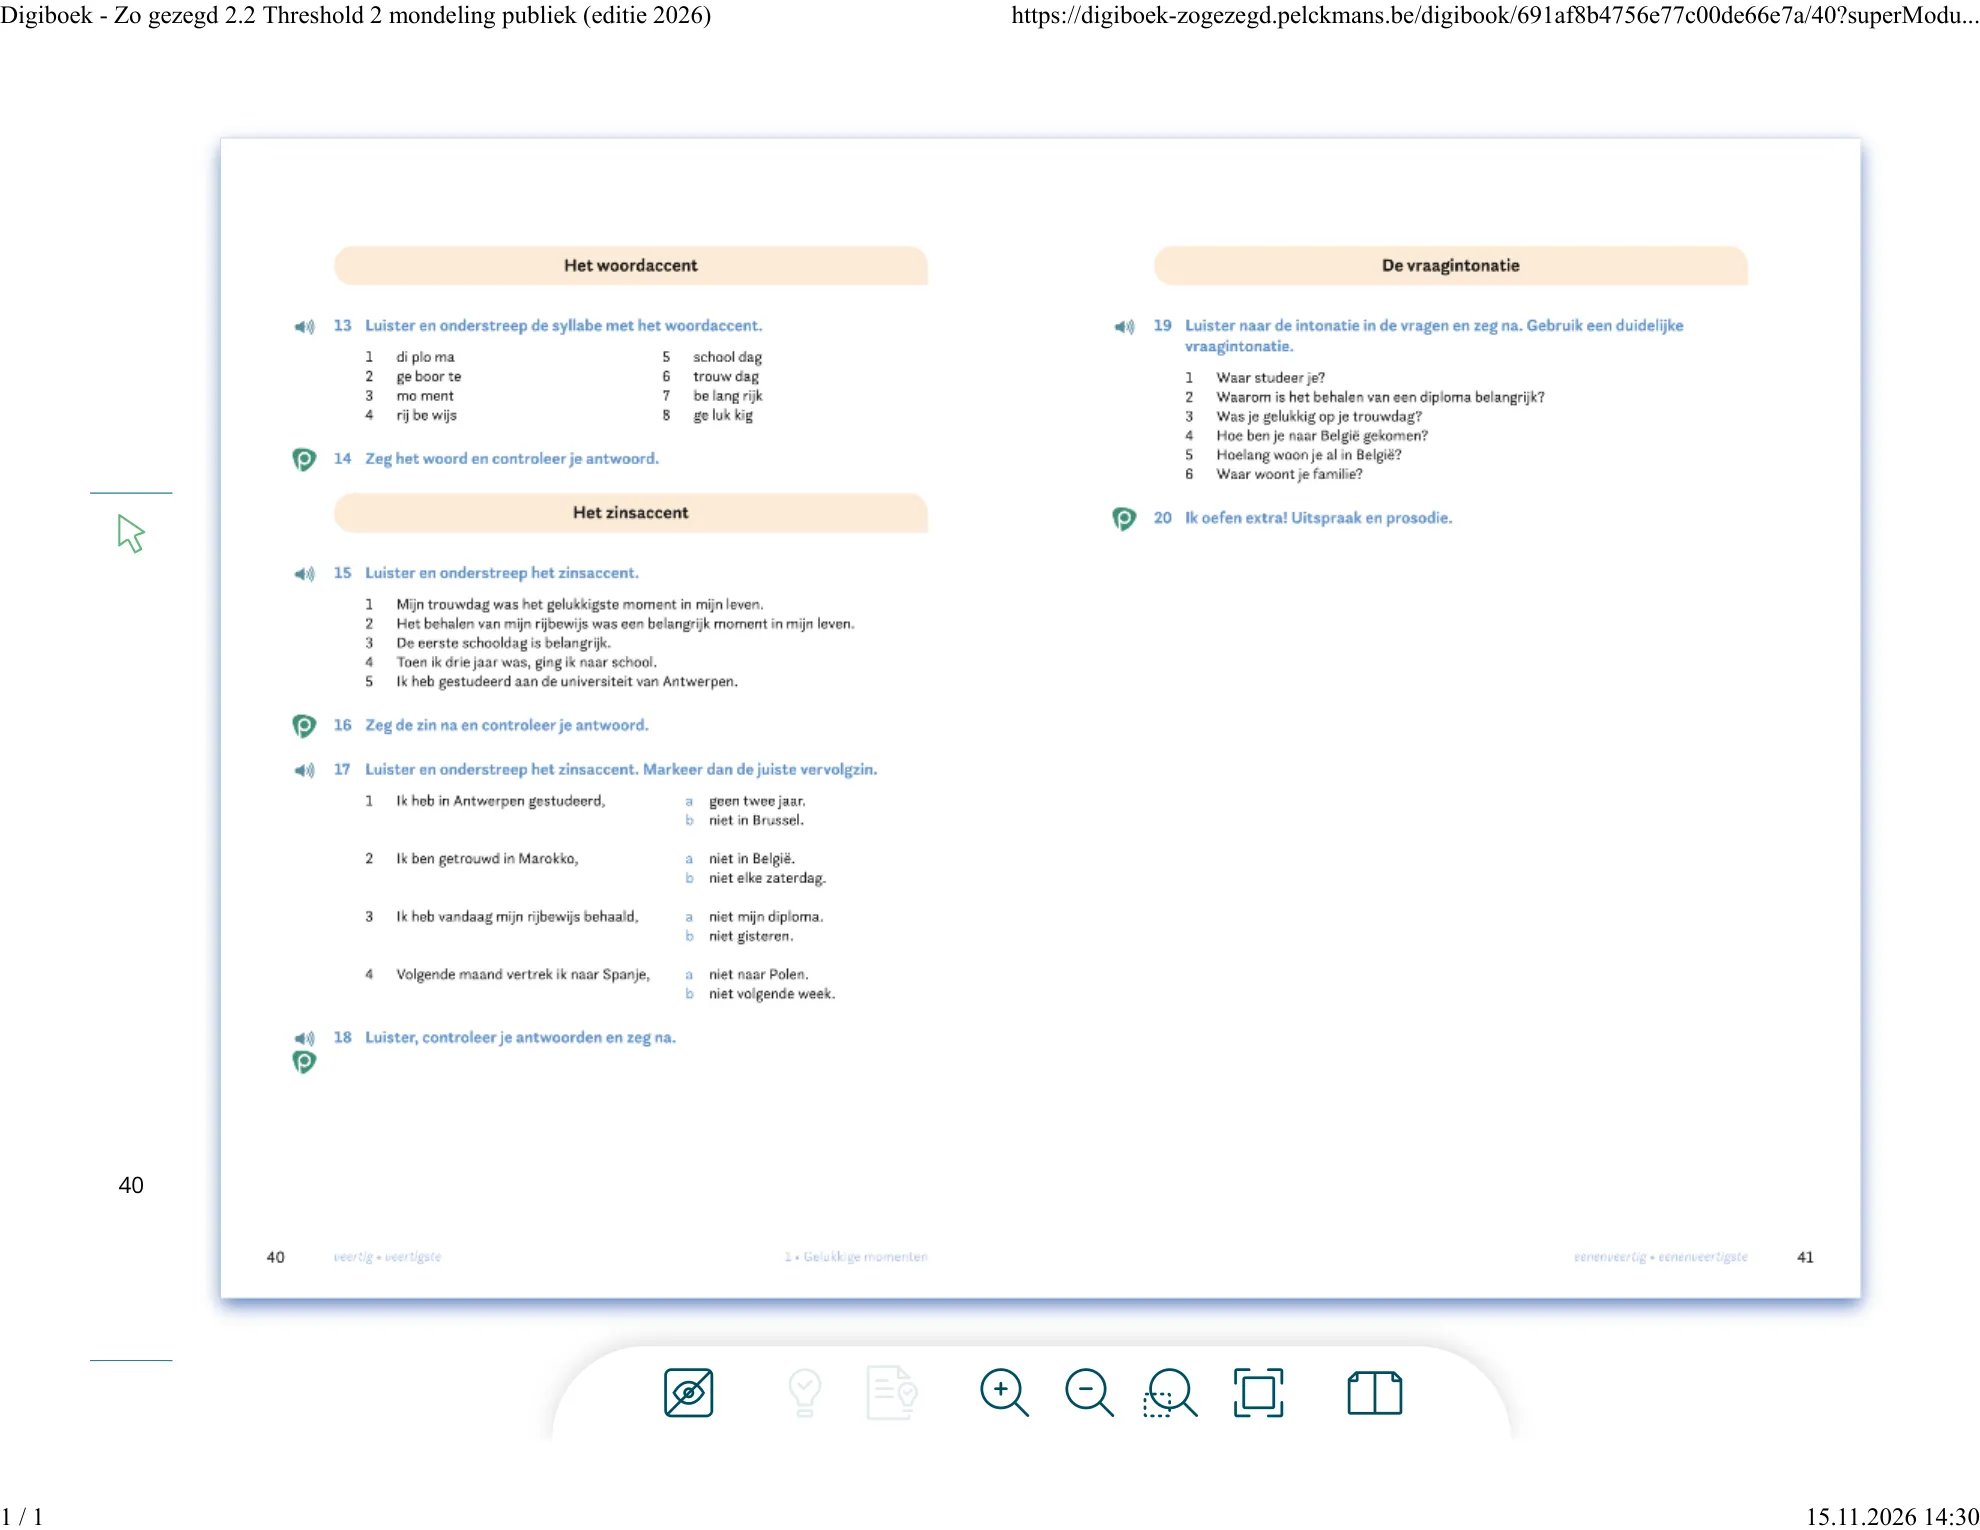 Digiboek - Zo gezegd 2.2 Threshold 2 mondeling publiek (editie 2026)
https://digiboek-zogezegd.pelckmans.be/digibook/691af8b4756e77c00de66e7a/40?superModu...
Het woordaccent
13 Luister en onderstreep de syllabe met het woordaccent.
1 di plo ma
2 ge boor te
3 mo ment
4 rij be wijs
5 school dag
6 trouw dag
7 be lang rijk
8 ge luk kig
14 Zeg het woord en controleer je antwoord.
Het zinsaccent
15 Luister en onderstreep het zinsaccent.
1 Mijn trouwdag was het gelukkigste moment in mijn leven.
2 Het behalen van mijn rijbewijs was een belangrijk moment in mijn leven.
3 De eerste schooldag is belangrijk.
4 Toen ik drie jaar was, ging ik naar school.
5 Ik heb gestudeerd aan de universiteit van Antwerpen.
16 Zeg de zin na en controleer je antwoord.
17 Luister en onderstreep het zinsaccent. Markeer dan de juiste vervolgzin.
1 Ik heb in Antwerpen gestudeerd,
a geen twee jaar.
b niet in Brussel.
2 Ik ben getrouwd in Marokko,
a niet in België.
b niet elke zaterdag.
3 Ik heb vandaag mijn rijbewijs behaald,
a niet mijn diploma.
b niet gisteren.
4 Volgende maand vertrek ik naar Spanje,
a niet naar Polen.
b niet volgende week.
18 Luister, controleer je antwoorden en zeg na.
40 veertig • veertigste
1 • Gelukkige momenten
De vraagintonatie
19 Luister naar de intonatie in de vragen en zeg na. Gebruik een duidelijke
vraagintonatie.
1 Waar studeer je?
2 Waarom is het behalen van een diploma belangrijk?
3 Was je gelukkig op je trouwdag?
4 Hoe ben je naar België gekomen?
5 Hoelang woon je al in België?
6 Waar woont je familie?
20 Ik oefen extra! Uitspraak en prosodie.
eenenveertig • eenenveertigste 41
40
1 / 1
15.11.2026 14:30